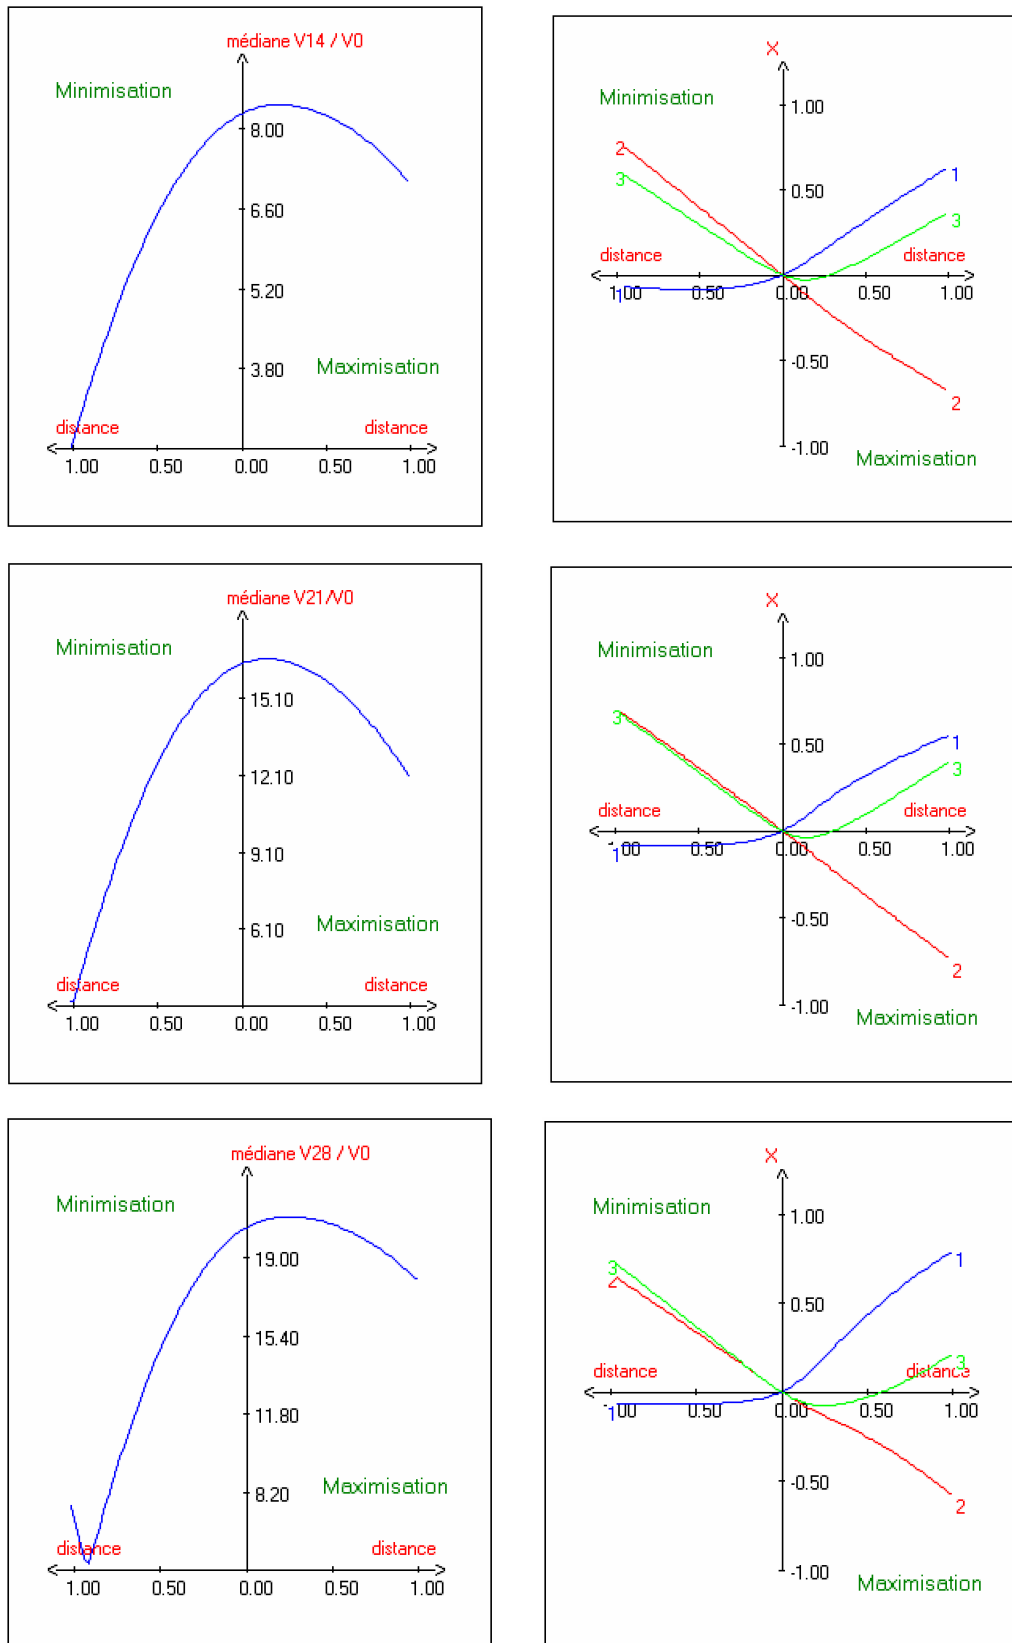 médiane V14 / V0
Minimisation
8.00
6.60
5.20
3.80
Maximisation
distance
distance
1.00 0.50 0.00 0.50 1.00
X
Minimisation
1.00
2
3
0.50
1
3
distance
distance
1
1.00 0.50 0.00 0.50 1.00
-0.50
2
-1.00
Maximisation
médiane V21/V0
Minimisation
15.10
12.10
9.10
6.10
Maximisation
distance
distance
1.00 0.50 0.00 0.50 1.00
X
Minimisation
1.00
3
0.50
1
3
distance
distance
1
0.50 0.00 0.50 1.00
-0.50
2
-1.00
Maximisation
médiane V28 / V0
Minimisation
19.00
15.40
11.80
8.20
Maximisation
distance
distance
1.00 0.50 0.00 0.50 1.00
X
Minimisation
1.00
3
2
0.50
1
3
distance
distance
1
0.50 0.00 0.50 1.00
-0.50
2
-1.00
Maximisation